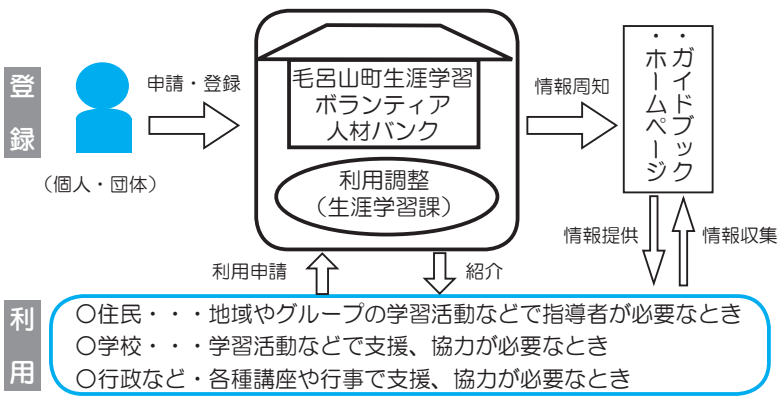 登録
(個人・団体)
申請・登録
毛呂山町生涯学習
ボランティア
人材バンク
利用調整
(生涯学習課)
情報周知
・ガイドブック
・ホームページ
情報提供
情報収集
利用申請
紹介
利用
○住民・・・地域やグループの学習活動などで指導者が必要なとき
○学校・・・学習活動などで支援、協力が必要なとき
○行政など・各種講座や行事で支援、協力が必要なとき